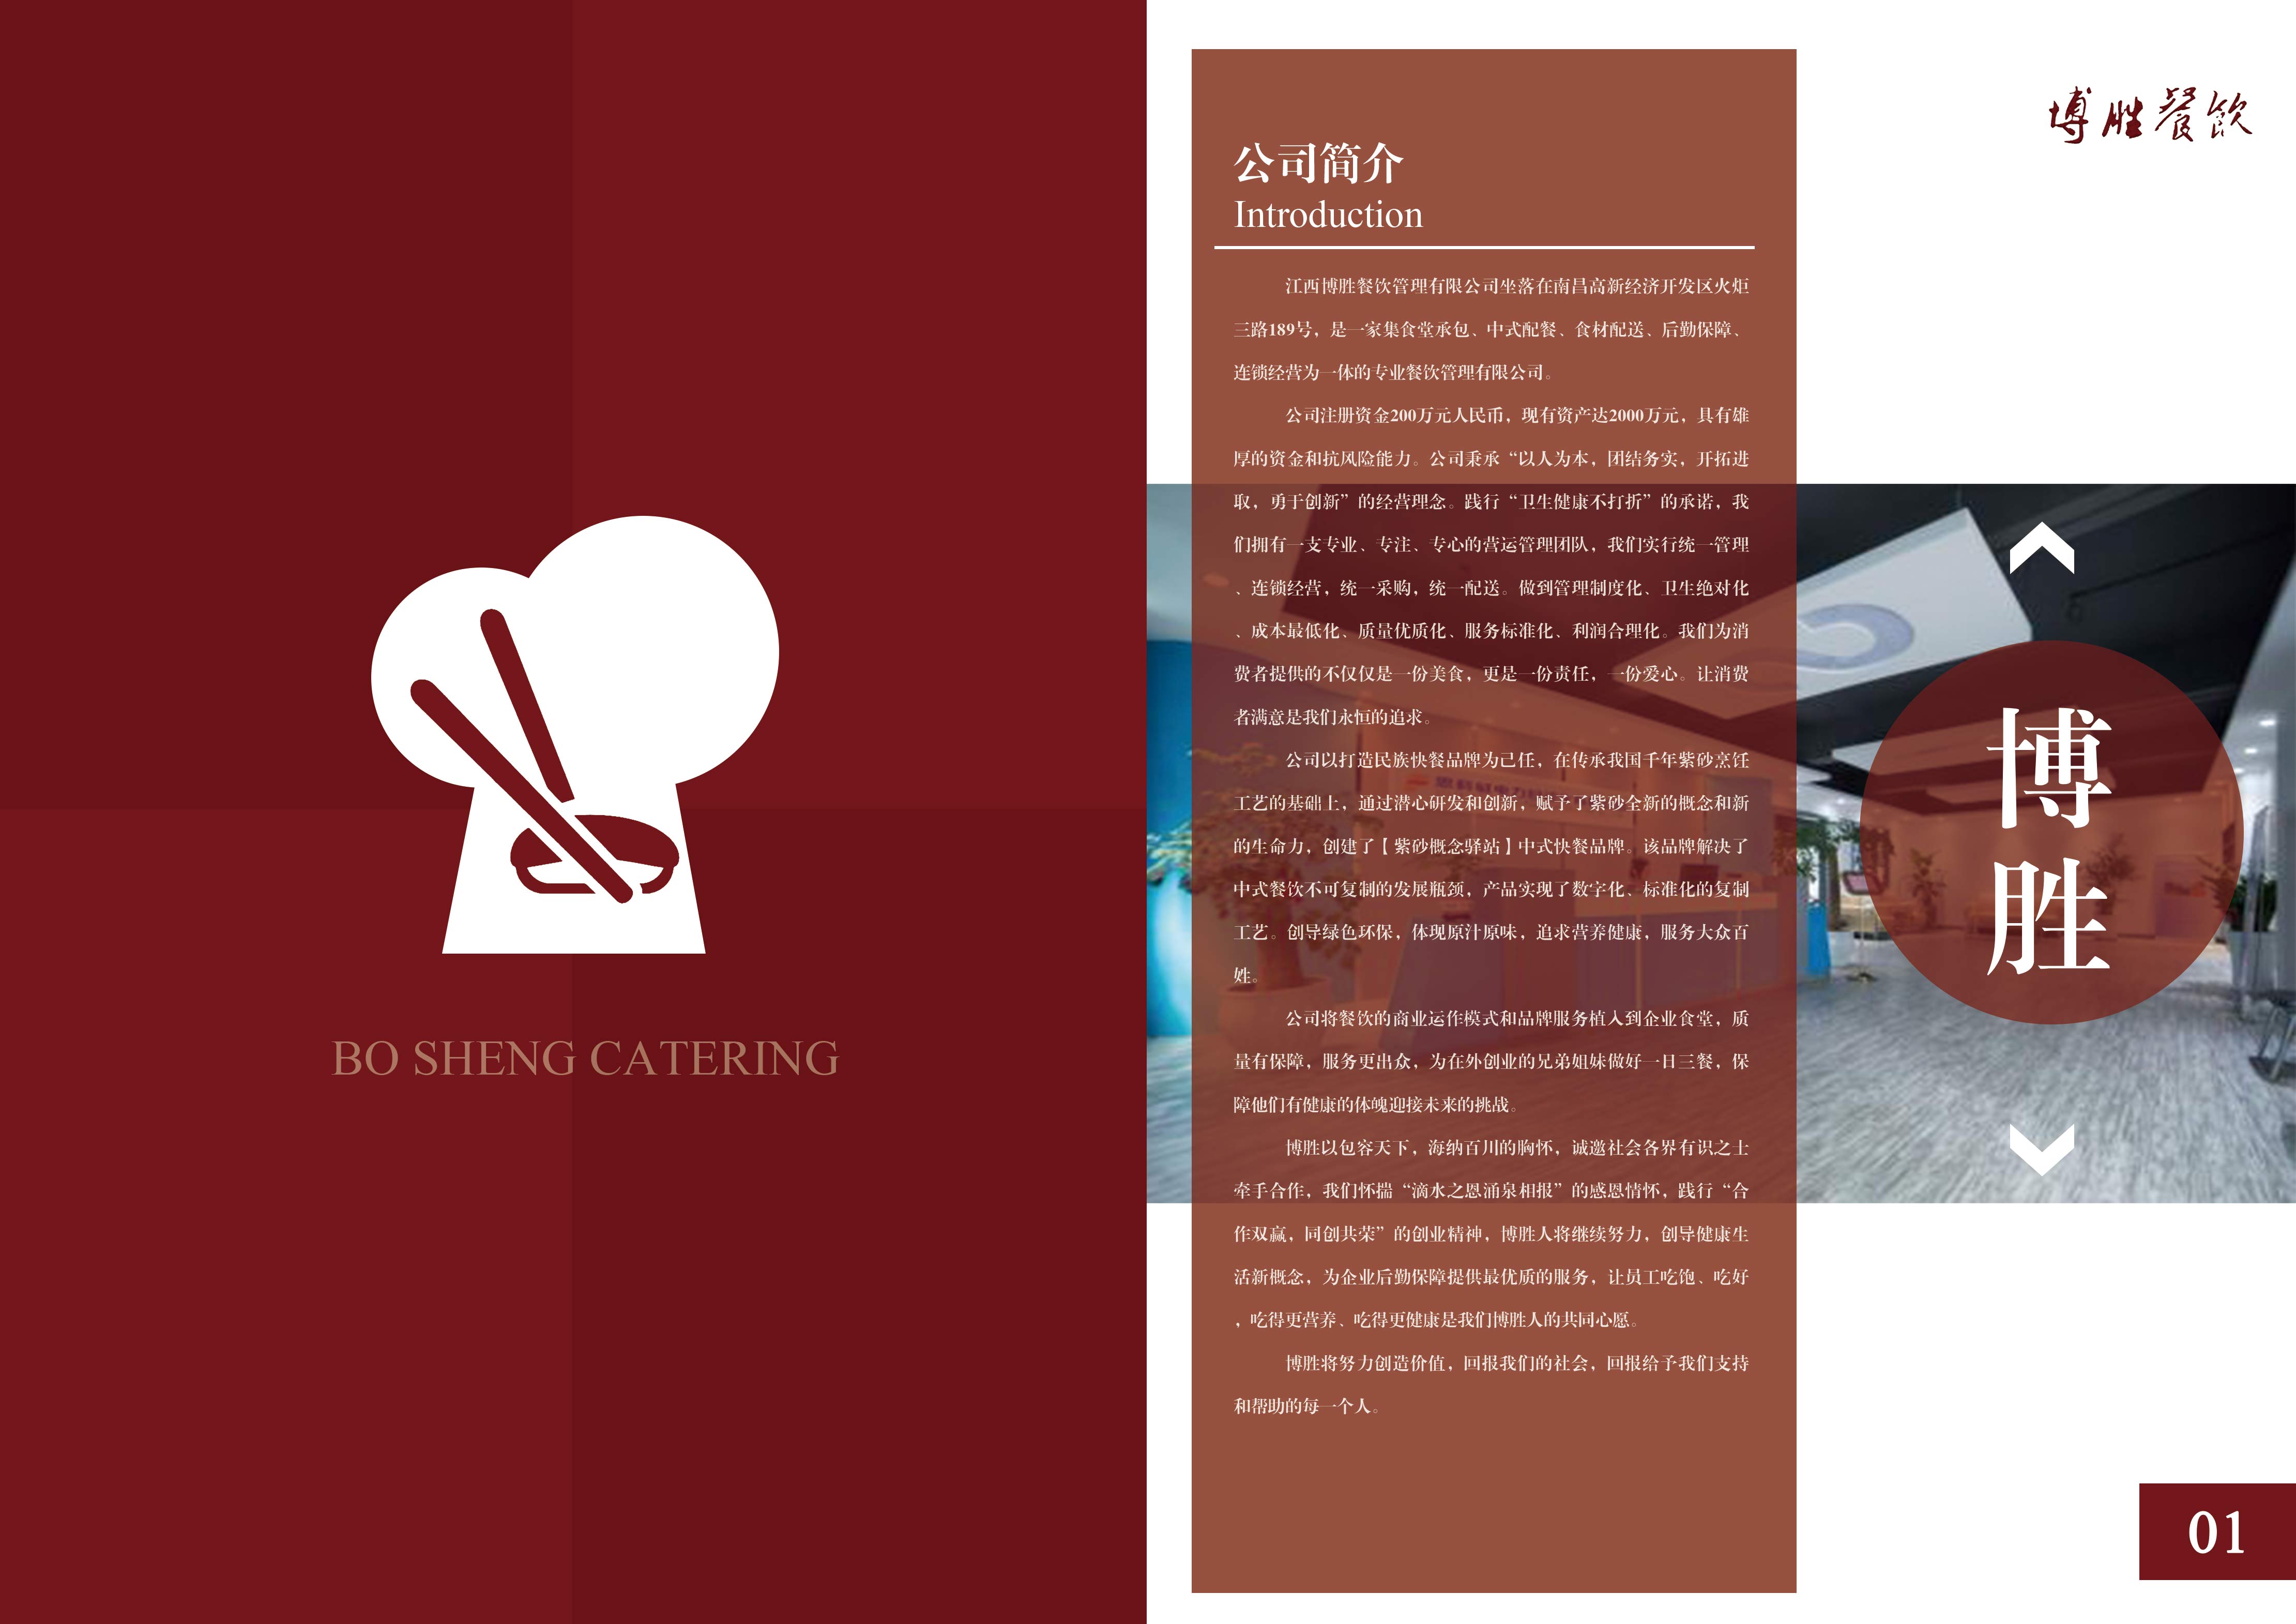 BO SHENG CATERING
公司简介
Introduction
江西博胜餐饮管理有限公司坐落在南昌高新经济开发区火炬
三路189号，是一家集食堂承包、中式配餐、食材配送、后勤保障、
连锁经营为一体的专业餐饮管理有限公司。
公司注册资金200万元人民币，现有资产达2000万元，具有雄
厚的资金和抗风险能力。公司秉承“以人为本，团结务实，开拓进
取，勇于创新”的经营理念。践行“卫生健康不打折”的承诺，我
们拥有一支专业、专注、专心的营运管理团队，我们实行统一管理
、连锁经营，统一采购，统一配送。做到管理制度化、卫生绝对化
、成本最低化、质量优质化、服务标准化、利润合理化。我们为消
费者提供的不仅仅是一份美食，更是一份责任，一份爱心。让消费
者满意是我们永恒的追求。
公司以打造民族快餐品牌为己任，在传承我国千年紫砂烹饪
工艺的基础上，通过潜心研发和创新，赋予了紫砂全新的概念和新
的生命力，创建了【紫砂概念驿站】中式快餐品牌。该品牌解决了
中式餐饮不可复制的发展瓶颈，产品实现了数字化、标准化的复制
工艺。创导绿色环保，体现原汁原味，追求营养健康，服务大众百
姓。
公司将餐饮的商业运作模式和品牌服务植入到企业食堂，质
量有保障，服务更出众，为在外创业的兄弟姐妹做好一日三餐，保
障他们有健康的体魄迎接未来的挑战。
博胜以包容天下，海纳百川的胸怀，诚邀社会各界有识之士
牵手合作，我们怀揣“滴水之恩涌泉相报”的感恩情怀，践行“合
作双赢，同创共荣”的创业精神，博胜人将继续努力，创导健康生
活新概念，为企业后勤保障提供最优质的服务，让员工吃饱、吃好
，吃得更营养、吃得更健康是我们博胜人的共同心愿。
博胜将努力创造价值，回报我们的社会，回报给予我们支持
和帮助的每一个人。
博胜餐饮
博
胜
01